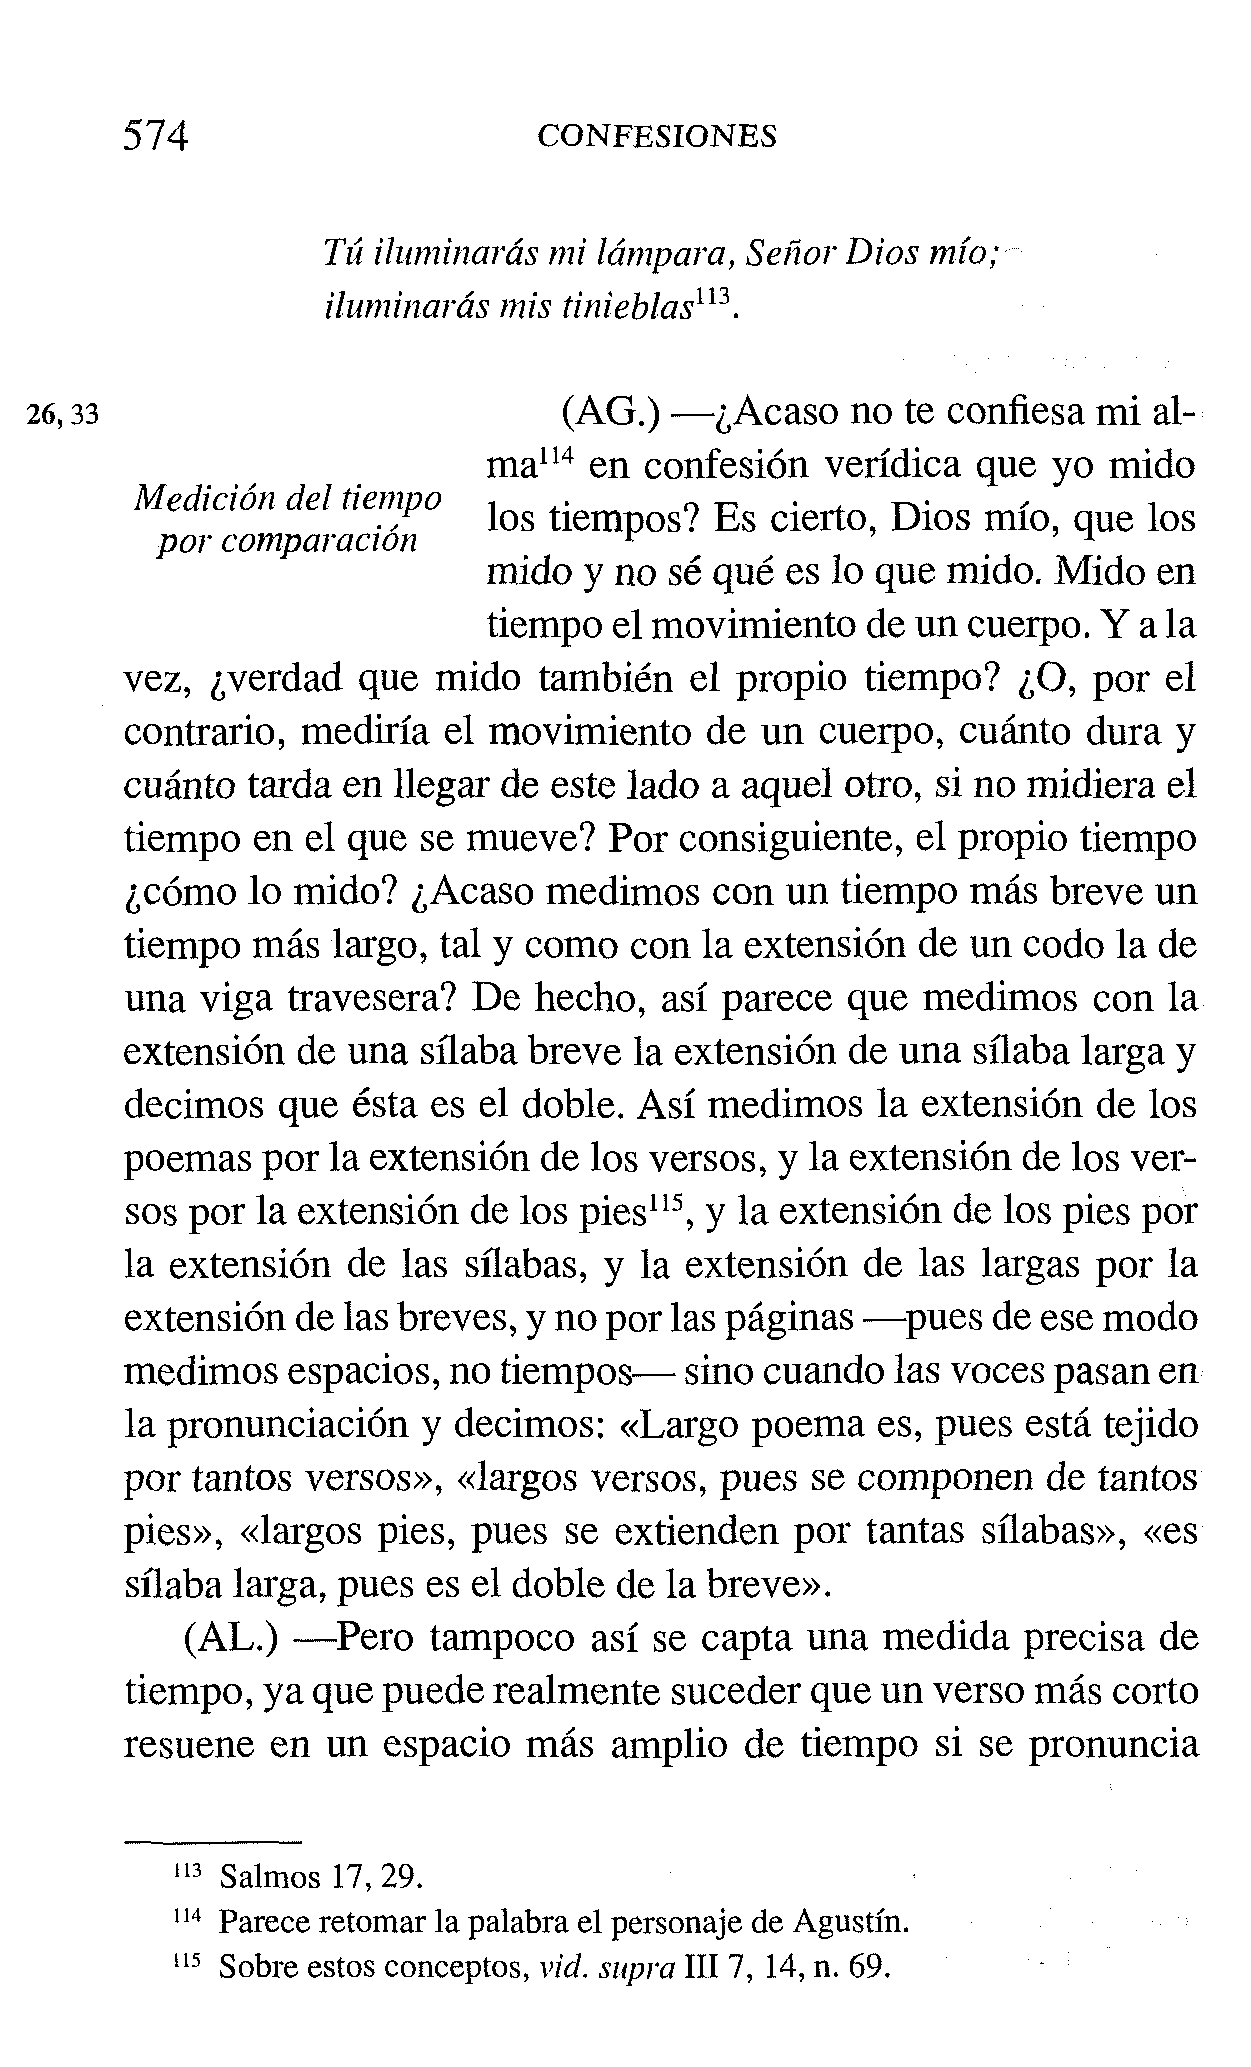 574
CONFESIONES
Tú iluminarás mi lámpara, Señor Dios mío;
iluminarás mis tinieblas¹¹³.
26, 33
Medición del tiempo
por comparación
(AG.) —¿Acaso no te confiesa mi al-
ma¹¹⁴ en confesión verídica que yo mido
los tiempos? Es cierto, Dios mío, que los
mido y no sé qué es lo que mido. Mido en
tiempo el movimiento de un cuerpo. Y a la
vez, ¿verdad que mido también el propio tiempo? ¿O, por el
contrario, mediría el movimiento de un cuerpo, cuánto dura y
cuánto tarda en llegar de este lado a aquel otro, si no midiera el
tiempo en el que se mueve? Por consiguiente, el propio tiempo
¿cómo lo mido? ¿Acaso medimos con un tiempo más breve un
tiempo más largo, tal y como con la extensión de un codo la de
una viga travesera? De hecho, así parece que medimos con la
extensión de una sílaba breve la extensión de una sílaba larga y
decimos que ésta es el doble. Así medimos la extensión de los
poemas por la extensión de los versos, y la extensión de los ver-
sos por la extensión de los pies¹¹⁵, y la extensión de los pies por
la extensión de las sílabas, y la extensión de las largas por la
extensión de las breves, y no por las páginas —pues de ese modo
medimos espacios, no tiempos— sino cuando las voces pasan en
la pronunciación y decimos: «Largo poema es, pues está tejido
por tantos versos», «largos versos, pues se componen de tantos
pies», «largos pies, pues se extienden por tantas sílabas», «es
sílaba larga, pues es el doble de la breve».
(AL.) —Pero tampoco así se capta una medida precisa de
tiempo, ya que puede realmente suceder que un verso más corto
resuene en un espacio más amplio de tiempo si se pronuncia
¹¹³ Salmos 17, 29.
¹¹⁴ Parece retomar la palabra el personaje de Agustín.
¹¹⁵ Sobre estos conceptos, vid. supra III 7, 14, n. 69.